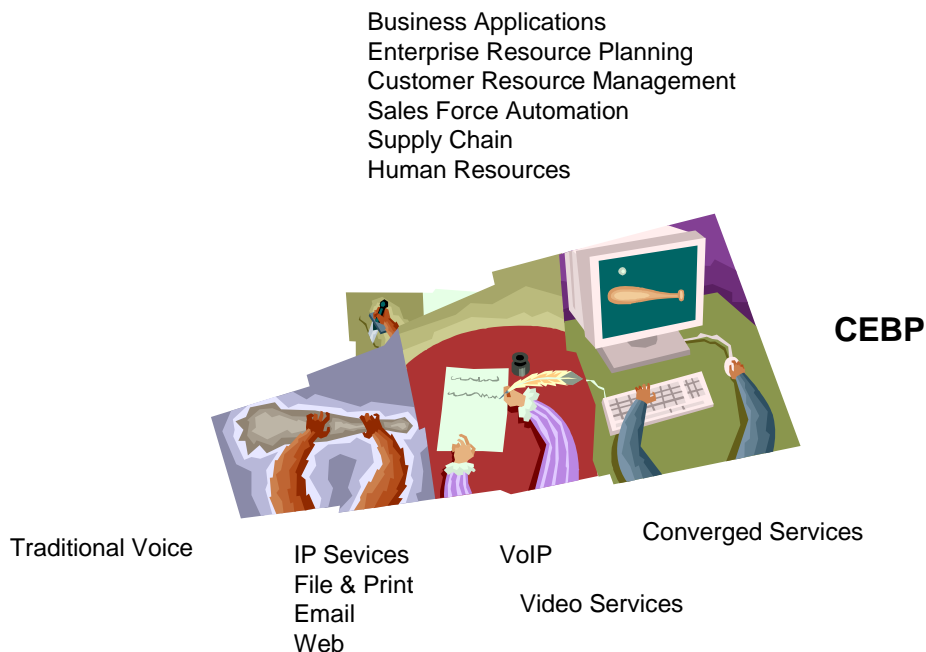 Business Applications
Enterprise Resource Planning
Customer Resource Management
Sales Force Automation
Supply Chain
Human Resources
CEBP
Traditional Voice
IP Sevices
File & Print
Email
Web
VoIP
Video Services
Converged Services